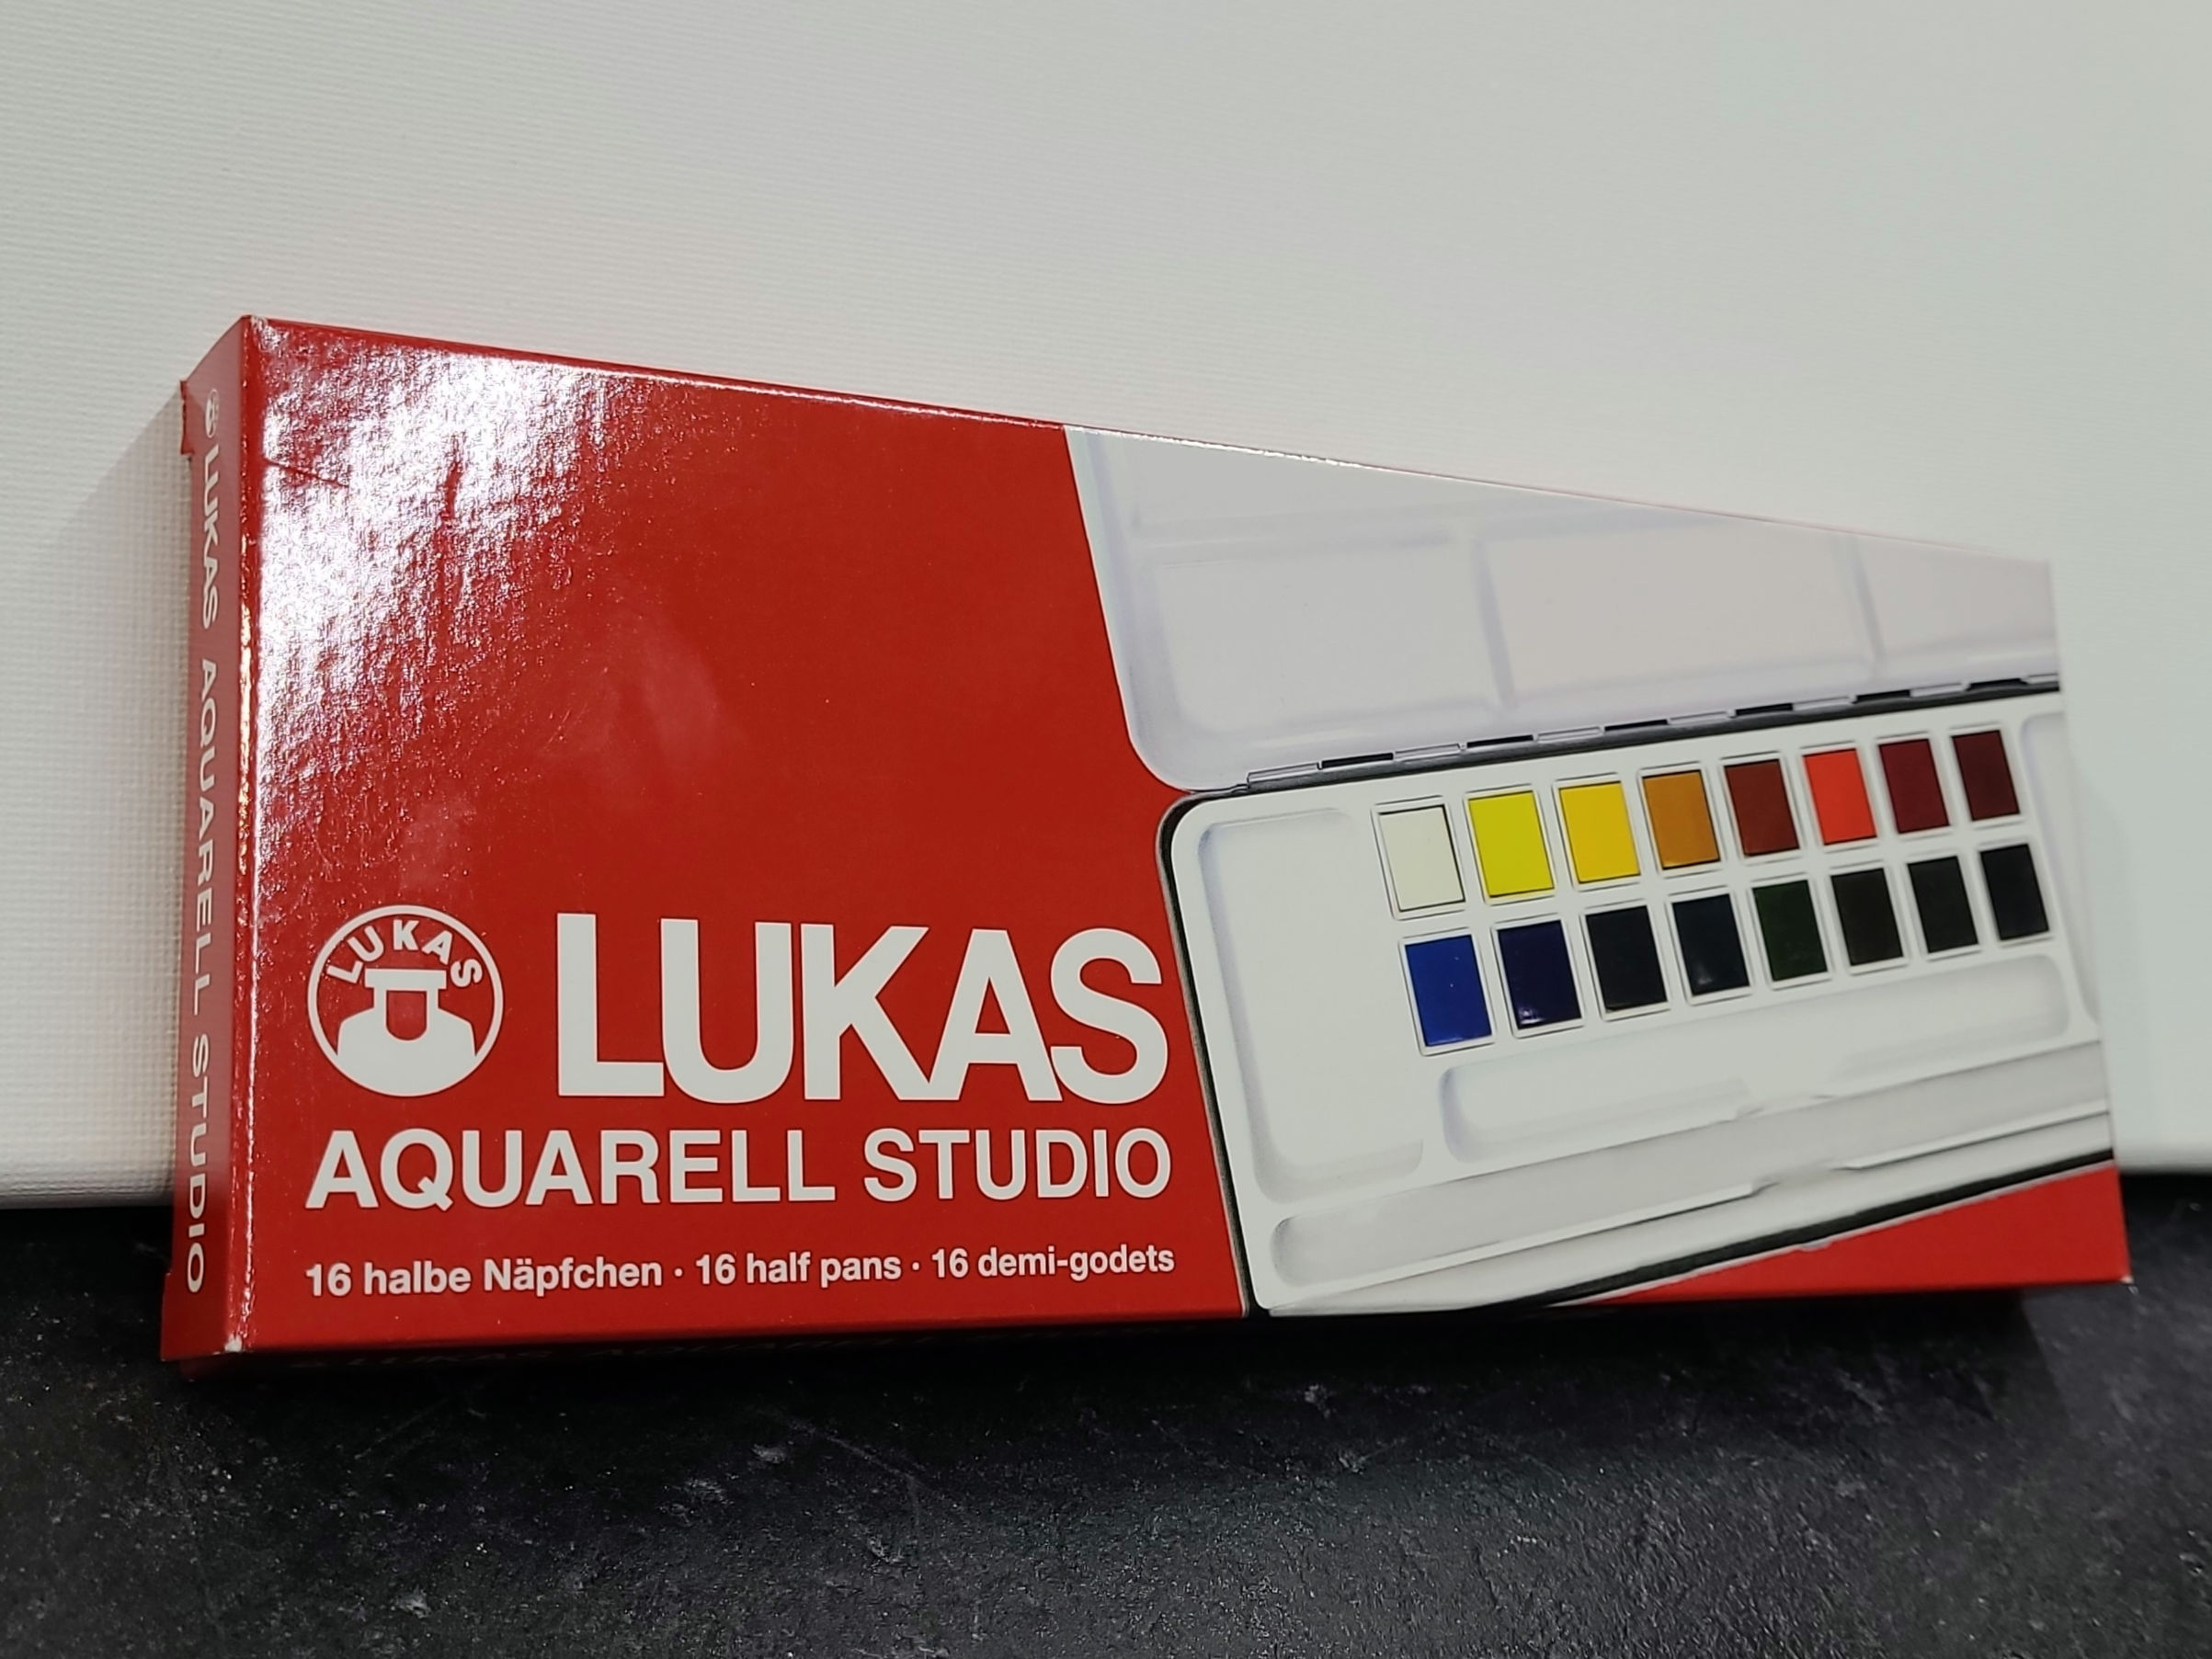 LUKAS AQUARELL STUDIO
LUKAS
LUKAS
AQUARELL STUDIO
16 halbe Näpfchen · 16 half pans · 16 demi-godets